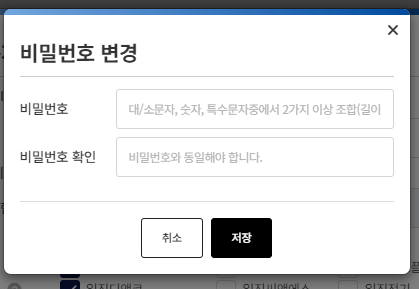 비밀번호 변경
비밀번호
대/소문자, 숫자, 특수문자중에서 2가지 이상 조합(길이
비밀번호 확인
비밀번호와 동일해야 합니다.
취소
저장